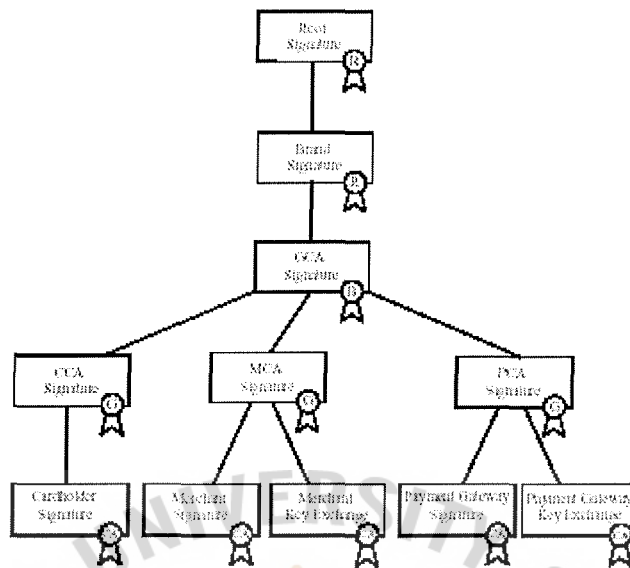 Root
Signature
R
Brand
Signature
R
GCA
Signature
B
CCA
Signature
G
MCA
Signature
G
PCA
Signature
G
Cardholder
Signature
Merchant
Signature
Merchant
Key Exchange
Payment Gateway
Signature
Payment Gateway
Key Exchange
UNIVERSITY